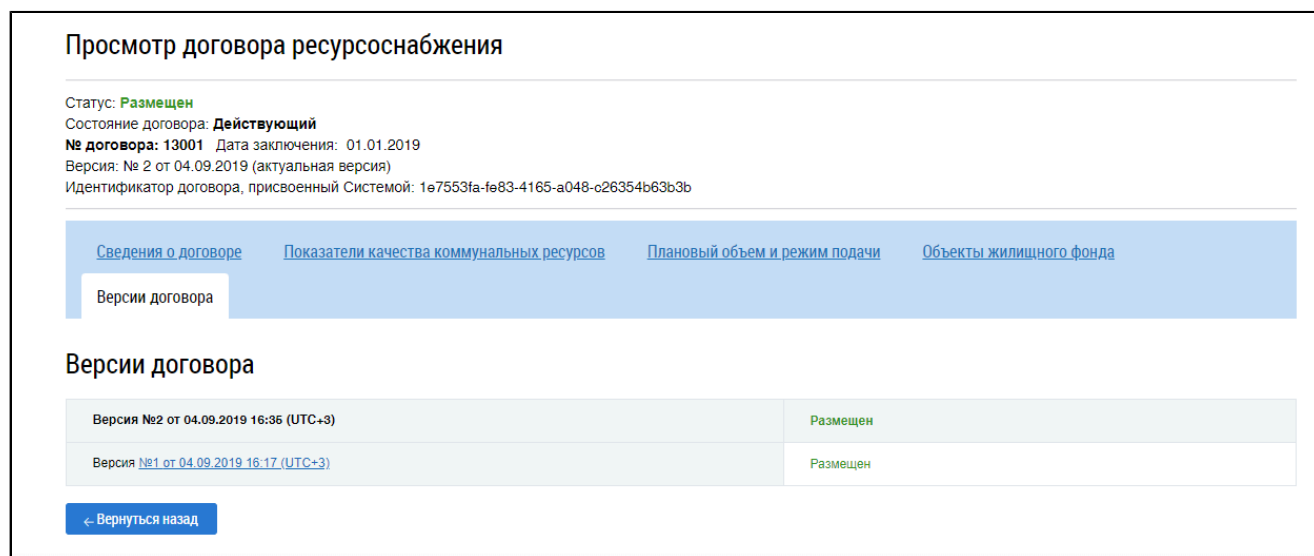 Просмотр договора ресурсоснабжения
Статус: Размещен
Состояние договора: Действующий
№ договора: 13001 Дата заключения: 01.01.2019
Версия: № 2 от 04.09.2019 (актуальная версия)
Идентификатор договора, присвоенный Системой: 1e7553fa-fe83-4165-a048-c26354b63b3b
Сведения о договоре Показатели качества коммунальных ресурсов Плановый объем и режим подачи Объекты жилищного фонда
Версии договора
Версии договора
Версия №2 от 04.09.2019 16:35 (UTC+3) Размещен
Версия №1 от 04.09.2019 16:17 (UTC+3) Размещен
← Вернуться назад